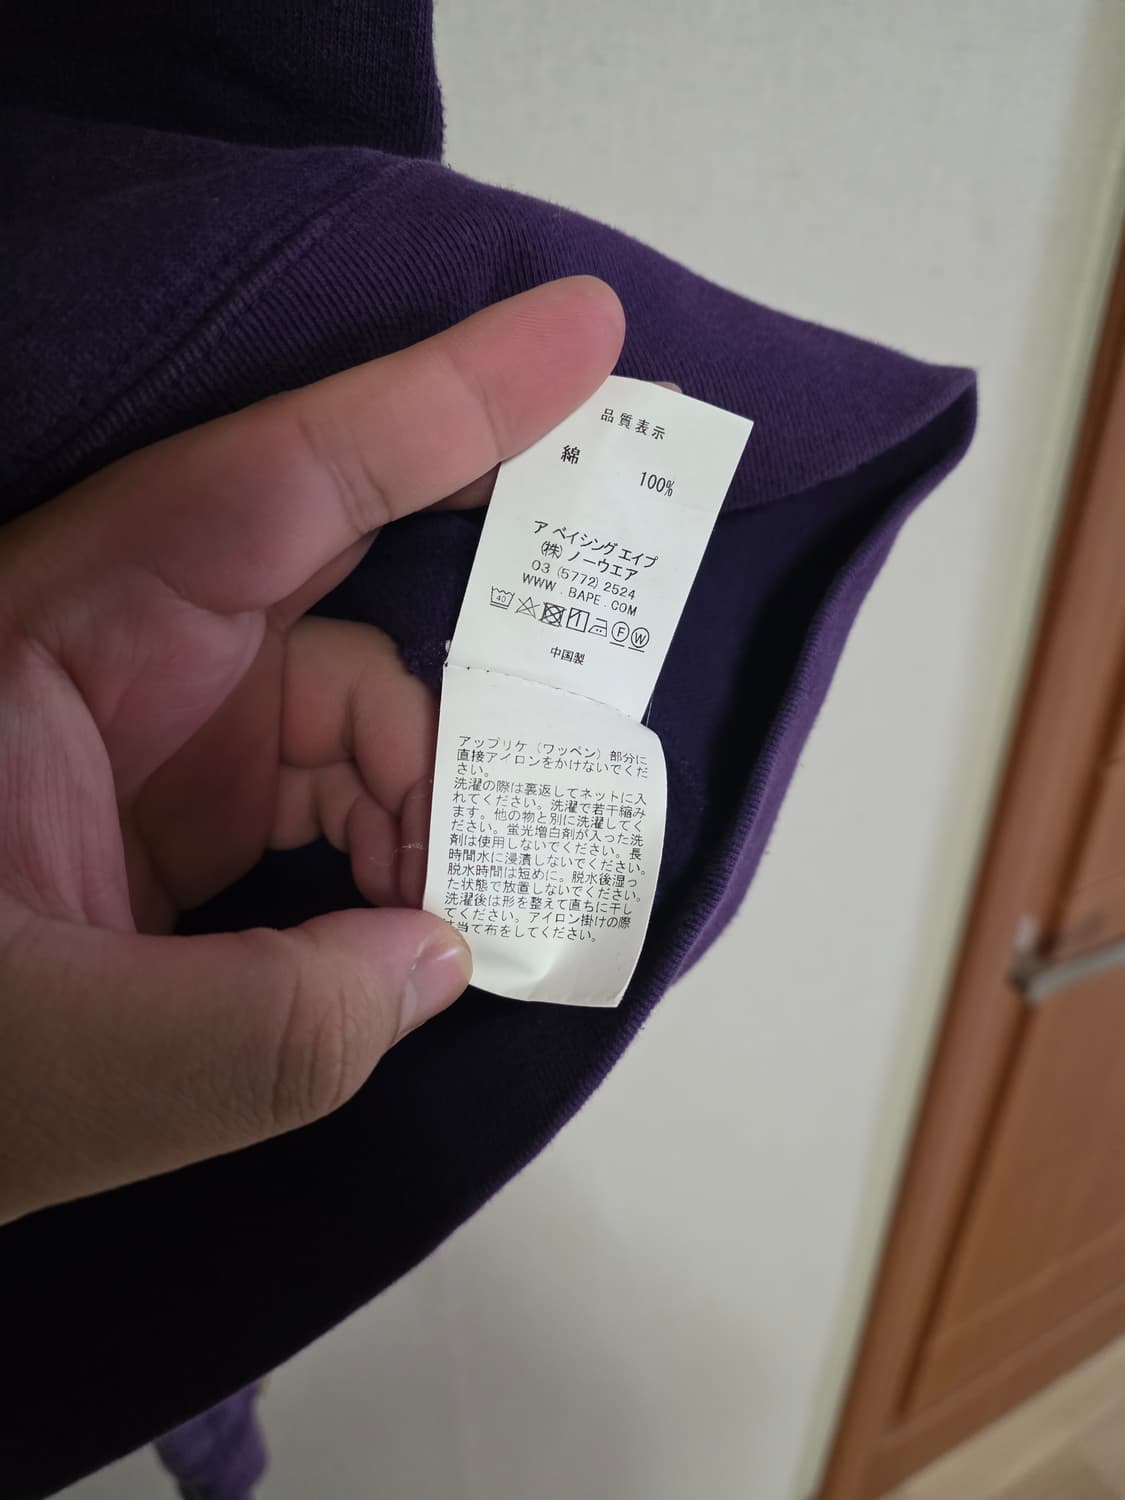 品質表示
綿
100%
ア ベイシングエイプ
(株) ノーウエア
03 (5772) 2524
WWW . BAPE . COM
40
F W
中国製
アップリケ（ワッペン）部分に
直接アイロンをかけないでくだ
さい。
洗濯の際は裏返してネットに入
れてください。洗濯で若干縮み
ます。他の物と別に洗濯してく
ださい。蛍光増白剤が入った洗
剤は使用しないでください。長
時間水に浸漬しないでください。
脱水時間は短めに。脱水後湿っ
た状態で放置しないでください。
洗濯後は形を整えて直ちに干し
てください。アイロン掛けの際
は当て布をしてください。